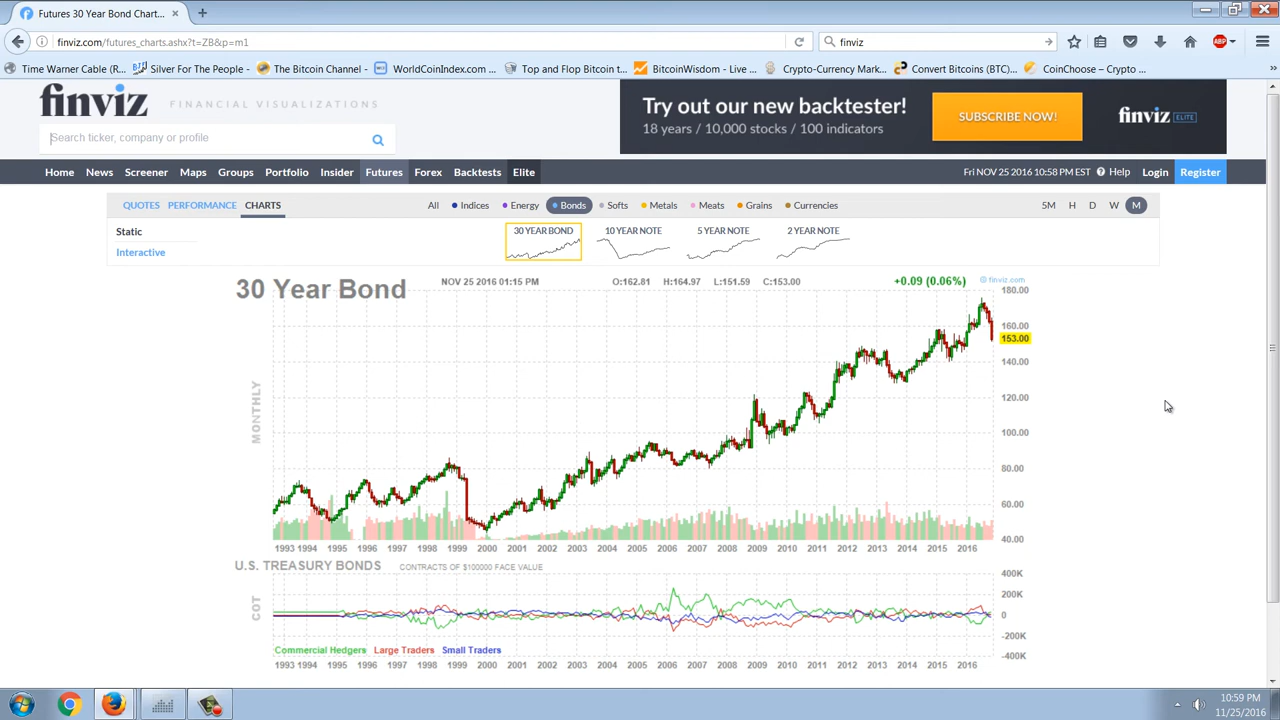 Futures 30 Year Bond Chart...
finviz.com/futures_charts.ashx?t=ZB&p=m1
finviz
ABP
Time Warner Cable (R...
Silver For The People - ...
The Bitcoin Channel - ...
WorldCoinIndex.com ...
Top and Flop Bitcoin t...
BitcoinWisdom - Live ...
Crypto-Currency Mark...
Convert Bitcoins (BTC)...
CoinChoose – Crypto ...
finviz FINANCIAL VISUALIZATIONS
Search ticker, company or profile
Try out our new backtester!
18 years / 10,000 stocks / 100 indicators
SUBSCRIBE NOW!
finviz ELITE
Home News Screener Maps Groups Portfolio Insider Futures Forex Backtests Elite
Fri NOV 25 2016 10:58 PM EST Help Login Register
QUOTES PERFORMANCE CHARTS
All Indices Energy Bonds Softs Metals Meats Grains Currencies
5M H D W M
Static
Interactive
30 YEAR BOND 10 YEAR NOTE 5 YEAR NOTE 2 YEAR NOTE
30 Year Bond
NOV 25 2016 01:15 PM O:162.81 H:164.97 L:151.59 C:153.00 +0.09 (0.06%)
© finviz.com
180.00
160.00
153.00
140.00
120.00
100.00
80.00
60.00
40.00
MONTHLY
1993 1994 1995 1996 1997 1998 1999 2000 2001 2002 2003 2004 2005 2006 2007 2008 2009 2010 2011 2012 2013 2014 2015 2016
U.S. TREASURY BONDS CONTRACTS OF $100000 FACE VALUE
400K
200K
0
-200K
-400K
COT
Commercial Hedgers Large Traders Small Traders
1993 1994 1995 1996 1997 1998 1999 2000 2001 2002 2003 2004 2005 2006 2007 2008 2009 2010 2011 2012 2013 2014 2015 2016
10:59 PM
11/25/2016